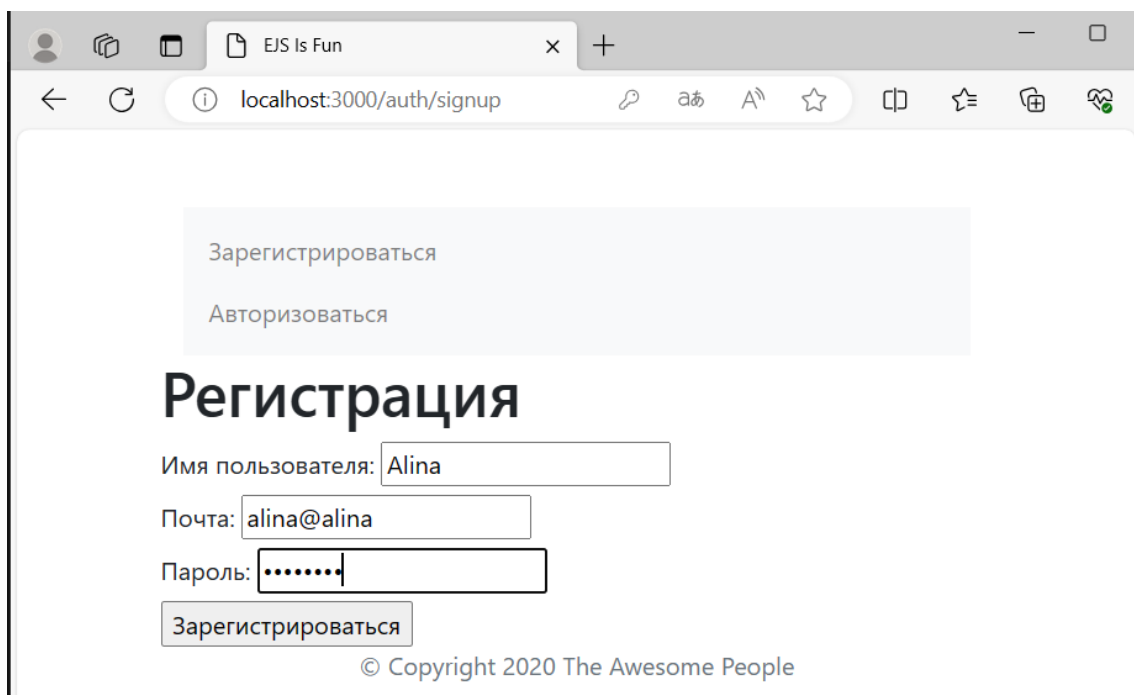 EJS Is Fun
localhost:3000/auth/signup
Зарегистрироваться
Авторизоваться
Регистрация
Имя пользователя: Alina
Почта: alina@alina
Пароль: ••••••••
Зарегистрироваться
© Copyright 2020 The Awesome People